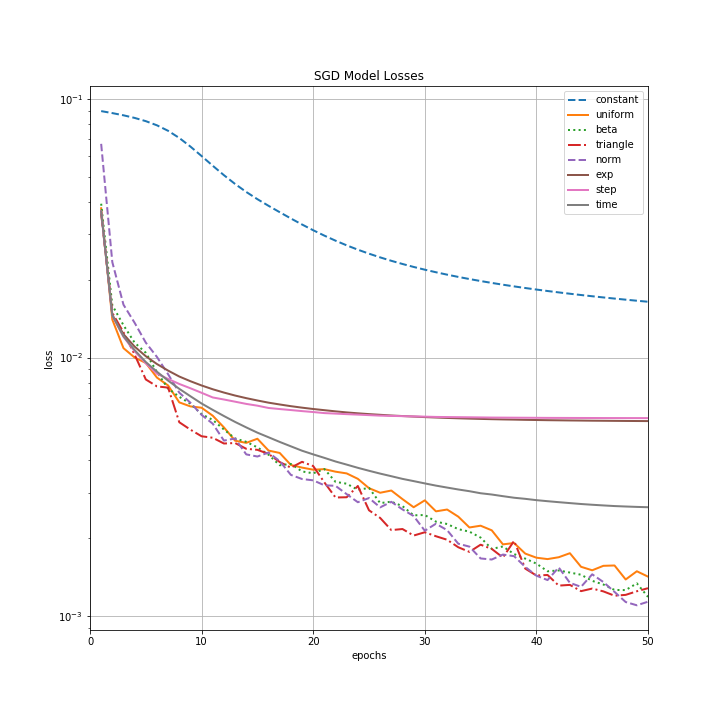 SGD Model Losses
10⁻¹
10⁻²
10⁻³
loss
constant
uniform
beta
triangle
norm
exp
step
time
0 10 20 30 40 50
epochs